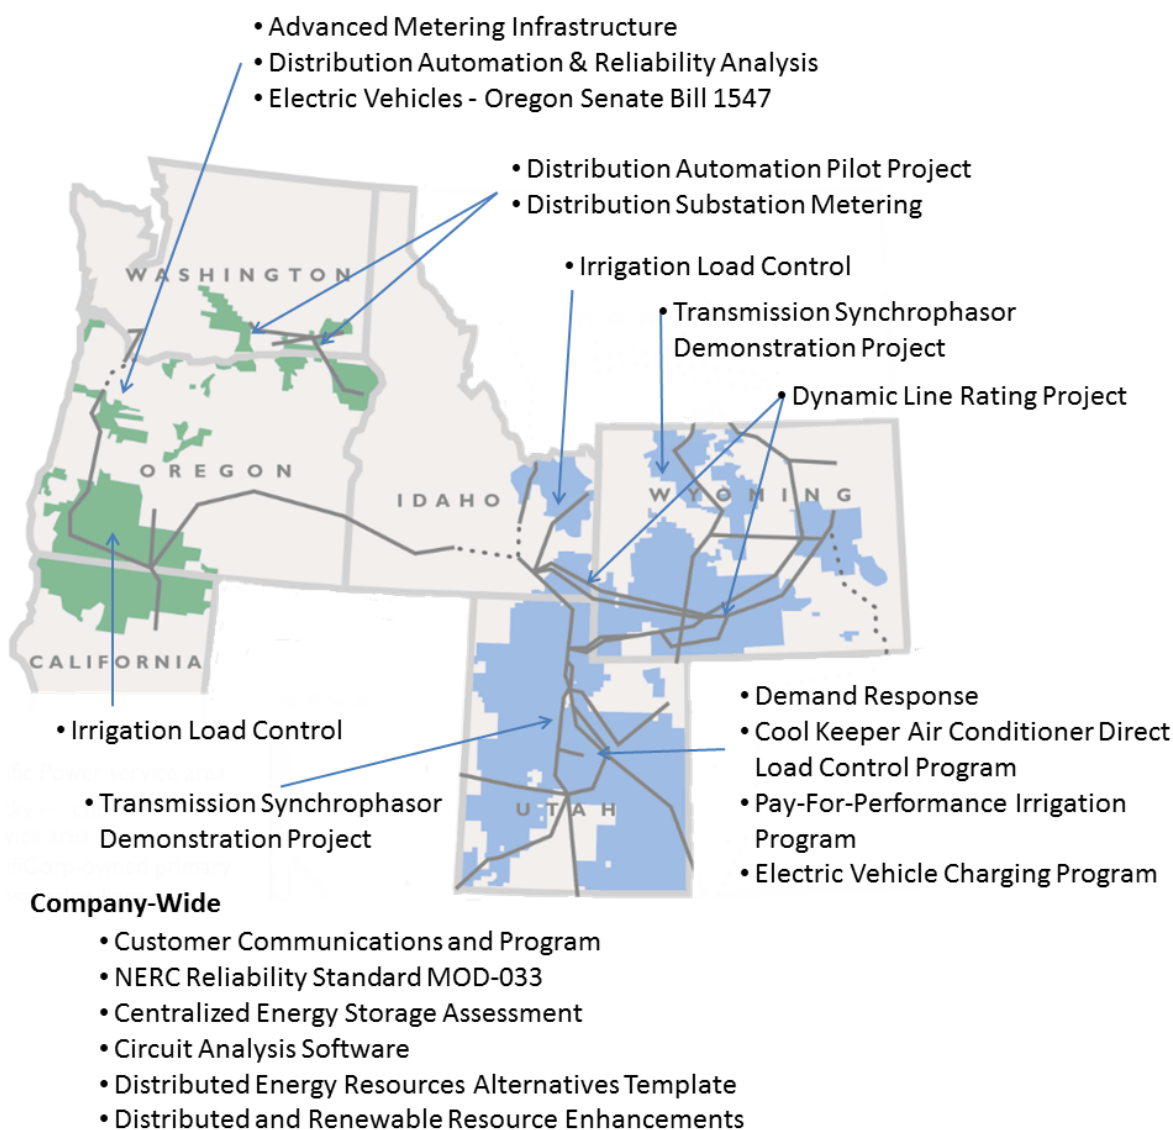 • Advanced Metering Infrastructure
• Distribution Automation & Reliability Analysis
• Electric Vehicles - Oregon Senate Bill 1547
• Distribution Automation Pilot Project
• Distribution Substation Metering
WASHINGTON
• Irrigation Load Control
• Transmission Synchrophasor
Demonstration Project
• Dynamic Line Rating Project
OREGON
IDAHO
WYOMING
CALIFORNIA
• Irrigation Load Control
• Transmission Synchrophasor
Demonstration Project
UTAH
• Demand Response
• Cool Keeper Air Conditioner Direct
Load Control Program
• Pay-For-Performance Irrigation
Program
• Electric Vehicle Charging Program
Company-Wide
• Customer Communications and Program
• NERC Reliability Standard MOD-033
• Centralized Energy Storage Assessment
• Circuit Analysis Software
• Distributed Energy Resources Alternatives Template
• Distributed and Renewable Resource Enhancements